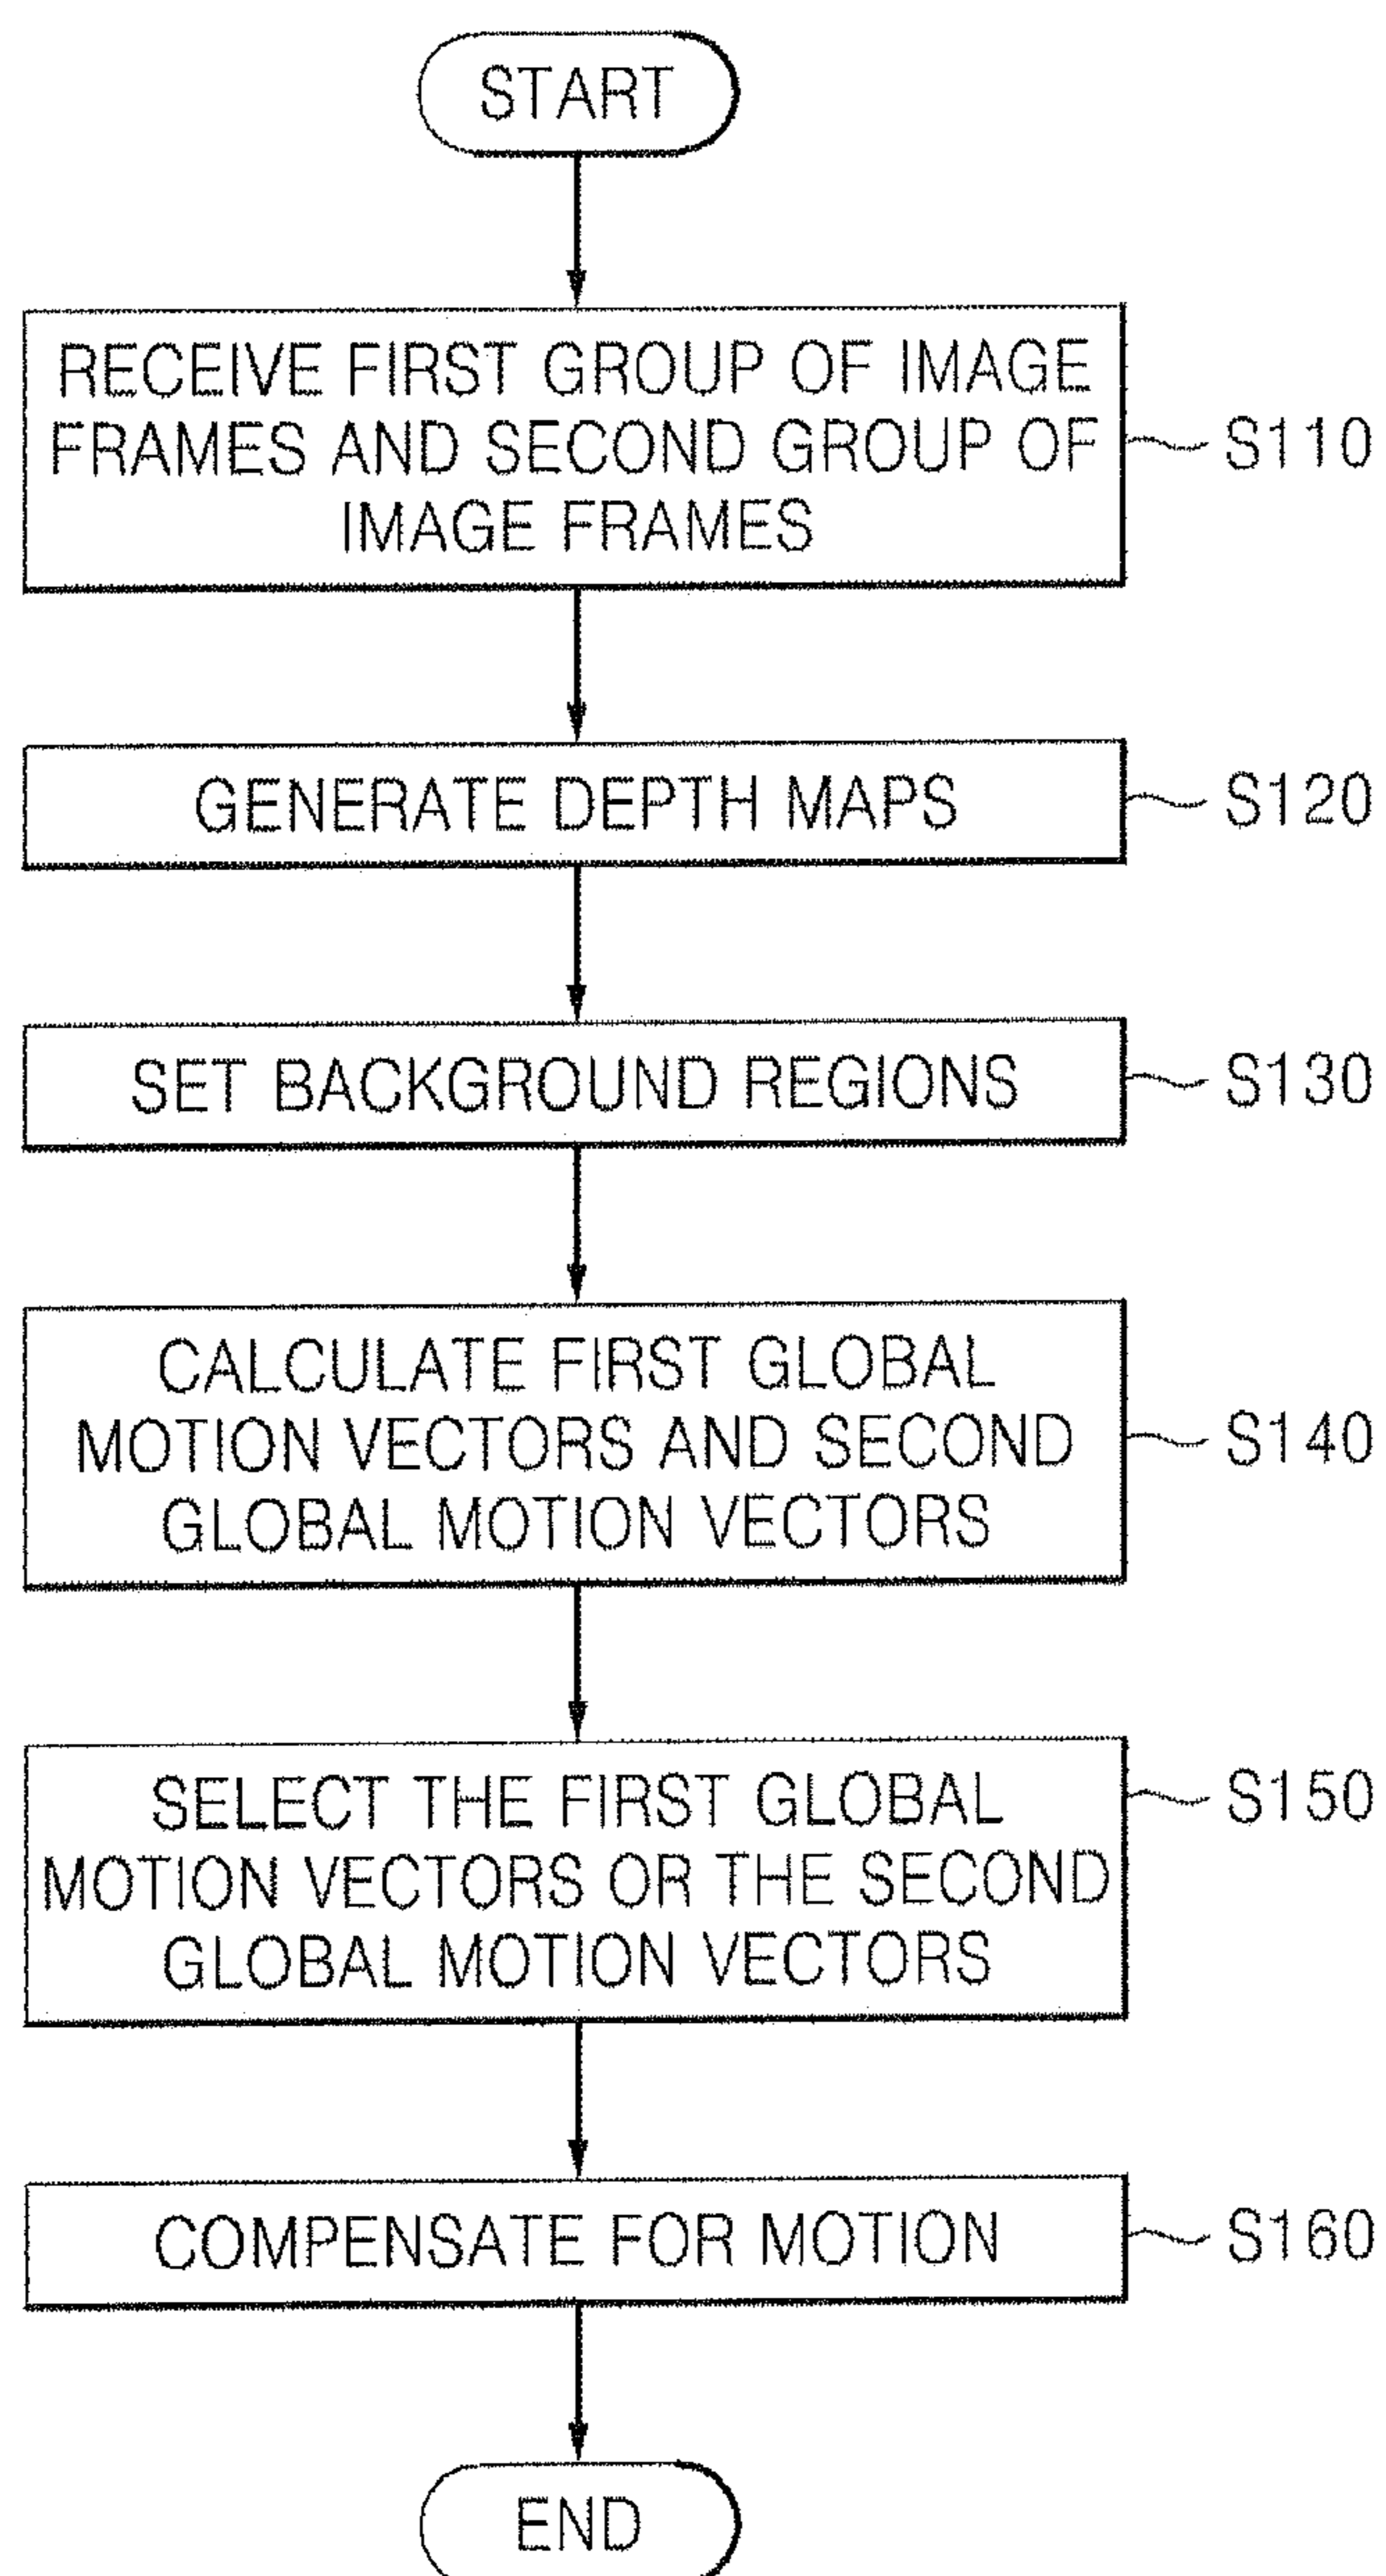 START
RECEIVE FIRST GROUP OF IMAGE
FRAMES AND SECOND GROUP OF
IMAGE FRAMES
S110
GENERATE DEPTH MAPS
S120
SET BACKGROUND REGIONS
S130
CALCULATE FIRST GLOBAL
MOTION VECTORS AND SECOND
GLOBAL MOTION VECTORS
S140
SELECT THE FIRST GLOBAL
MOTION VECTORS OR THE SECOND
GLOBAL MOTION VECTORS
S150
COMPENSATE FOR MOTION
S160
END